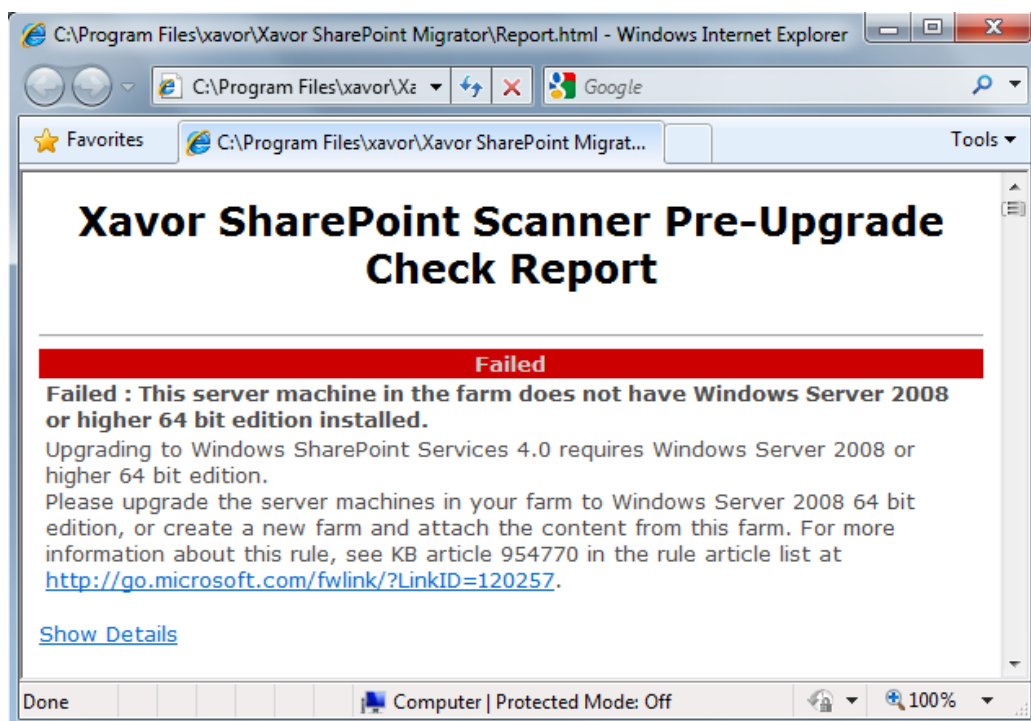 C:\Program Files\xavor\Xavor SharePoint Migrator\Report.html - Windows Internet Explorer
C:\Program Files\xavor\Xa
Google
Favorites
C:\Program Files\xavor\Xavor SharePoint Migrat...
Tools
Xavor SharePoint Scanner Pre-Upgrade
Check Report
Failed
Failed : This server machine in the farm does not have Windows Server 2008
or higher 64 bit edition installed.
Upgrading to Windows SharePoint Services 4.0 requires Windows Server 2008 or
higher 64 bit edition.
Please upgrade the server machines in your farm to Windows Server 2008 64 bit
edition, or create a new farm and attach the content from this farm. For more
information about this rule, see KB article 954770 in the rule article list at
http://go.microsoft.com/fwlink/?LinkID=120257.
Show Details
Done
Computer | Protected Mode: Off
100%